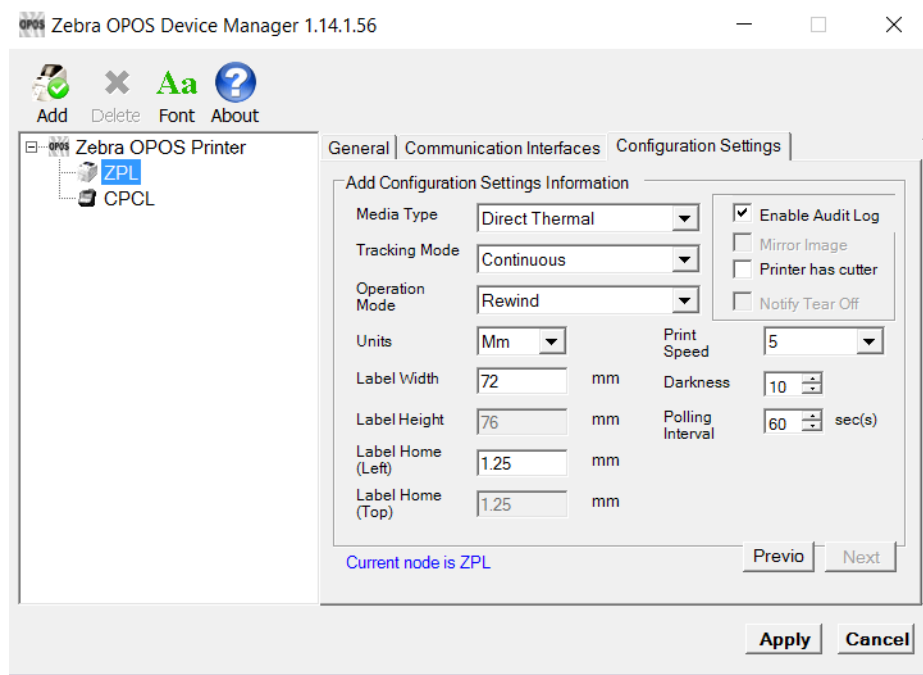 OPOS Zebra OPOS Device Manager 1.14.1.56
Add Delete Font About
Aa
?
OPOS Zebra OPOS Printer
ZPL
CPCL
General Communication Interfaces Configuration Settings
Add Configuration Settings Information
Media Type Direct Thermal
Enable Audit Log
Mirror Image
Tracking Mode Continuous
Printer has cutter
Operation
Mode
Rewind
Notify Tear Off
Units Mm
Print
Speed
5
Label Width 72 mm
Darkness 10
Label Height 76 mm
Polling
Interval
60 sec(s)
Label Home
(Left)
1.25 mm
Label Home
(Top)
1.25 mm
Current node is ZPL
Previo Next
Apply Cancel